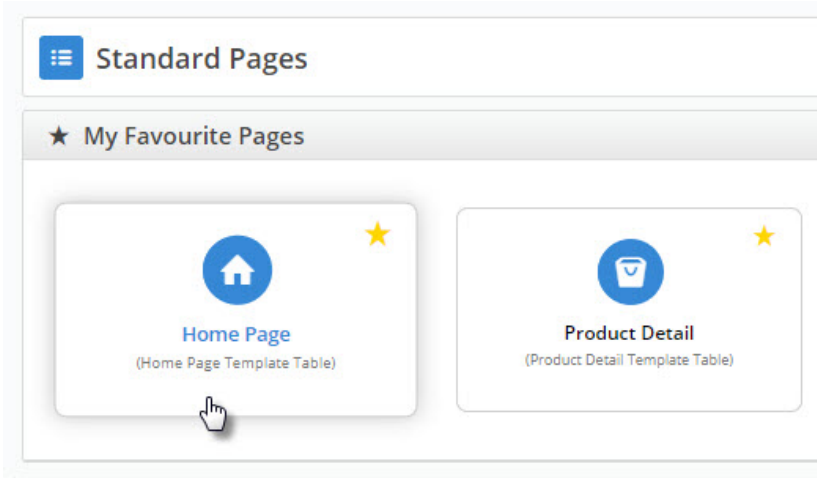 Standard Pages
My Favourite Pages
Home Page
(Home Page Template Table)
Product Detail
(Product Detail Template Table)